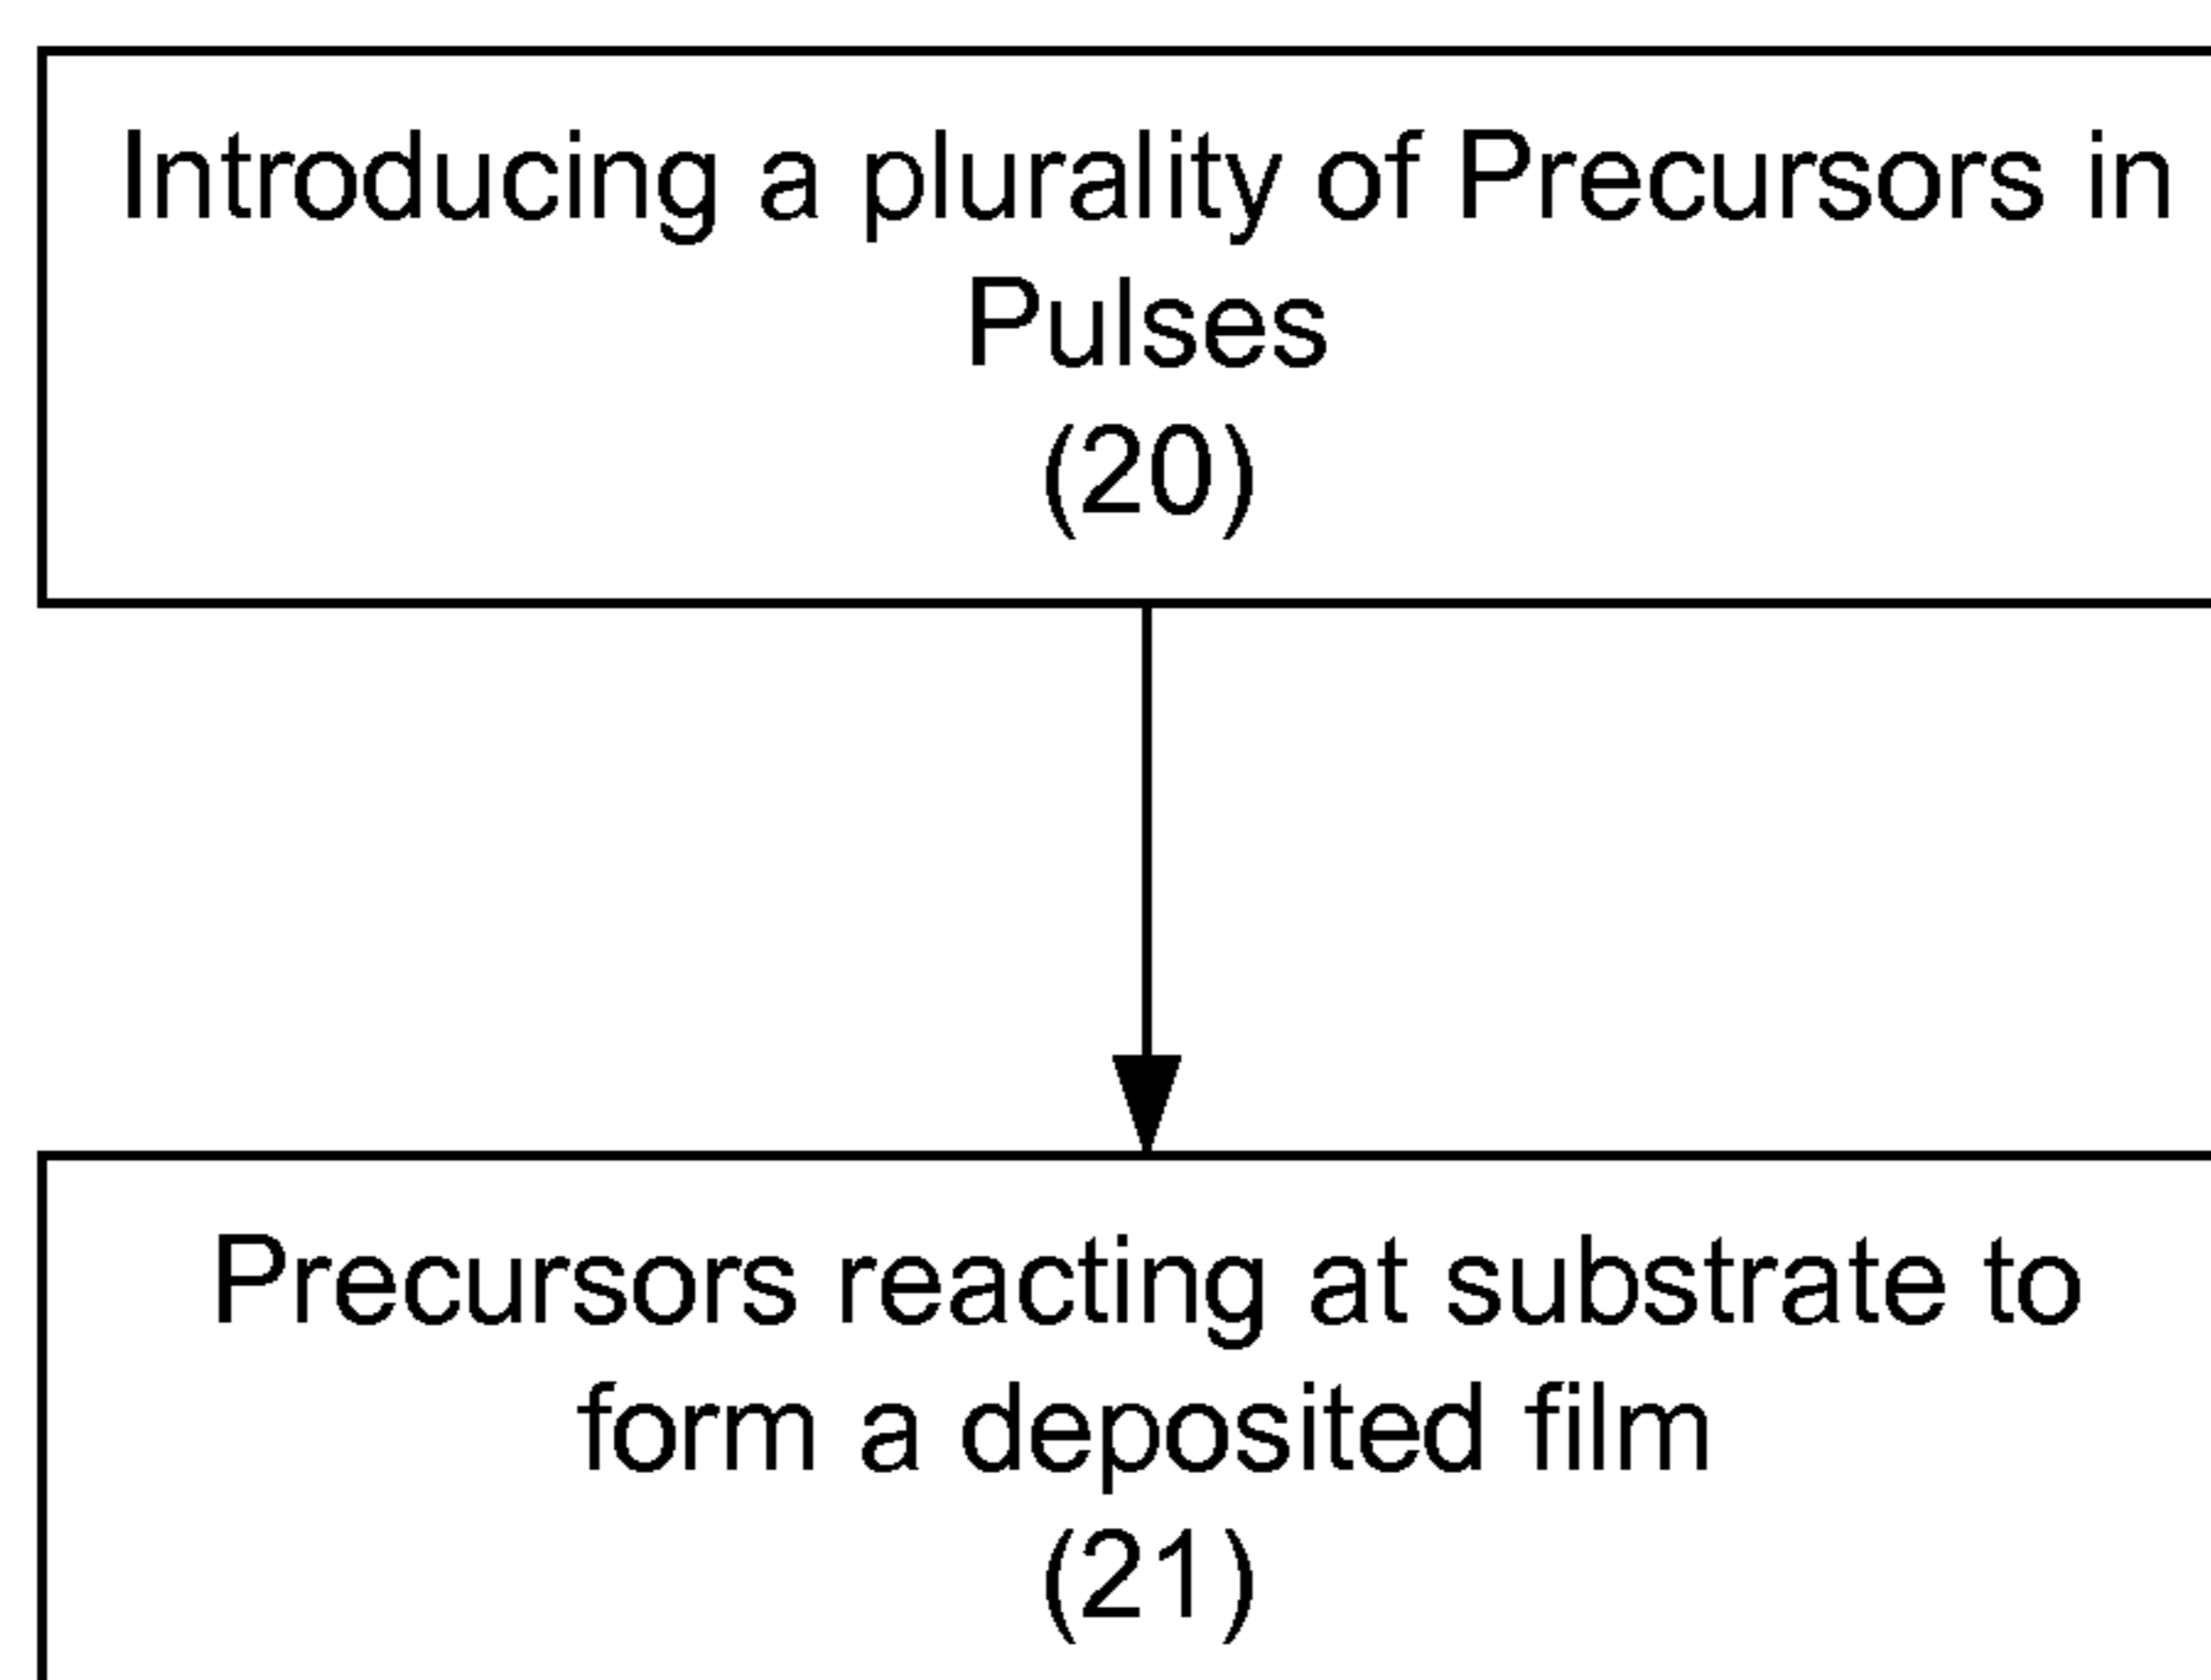 Introducing a plurality of Precursors in
Pulses
(20)
Precursors reacting at substrate to
form a deposited film
(21)